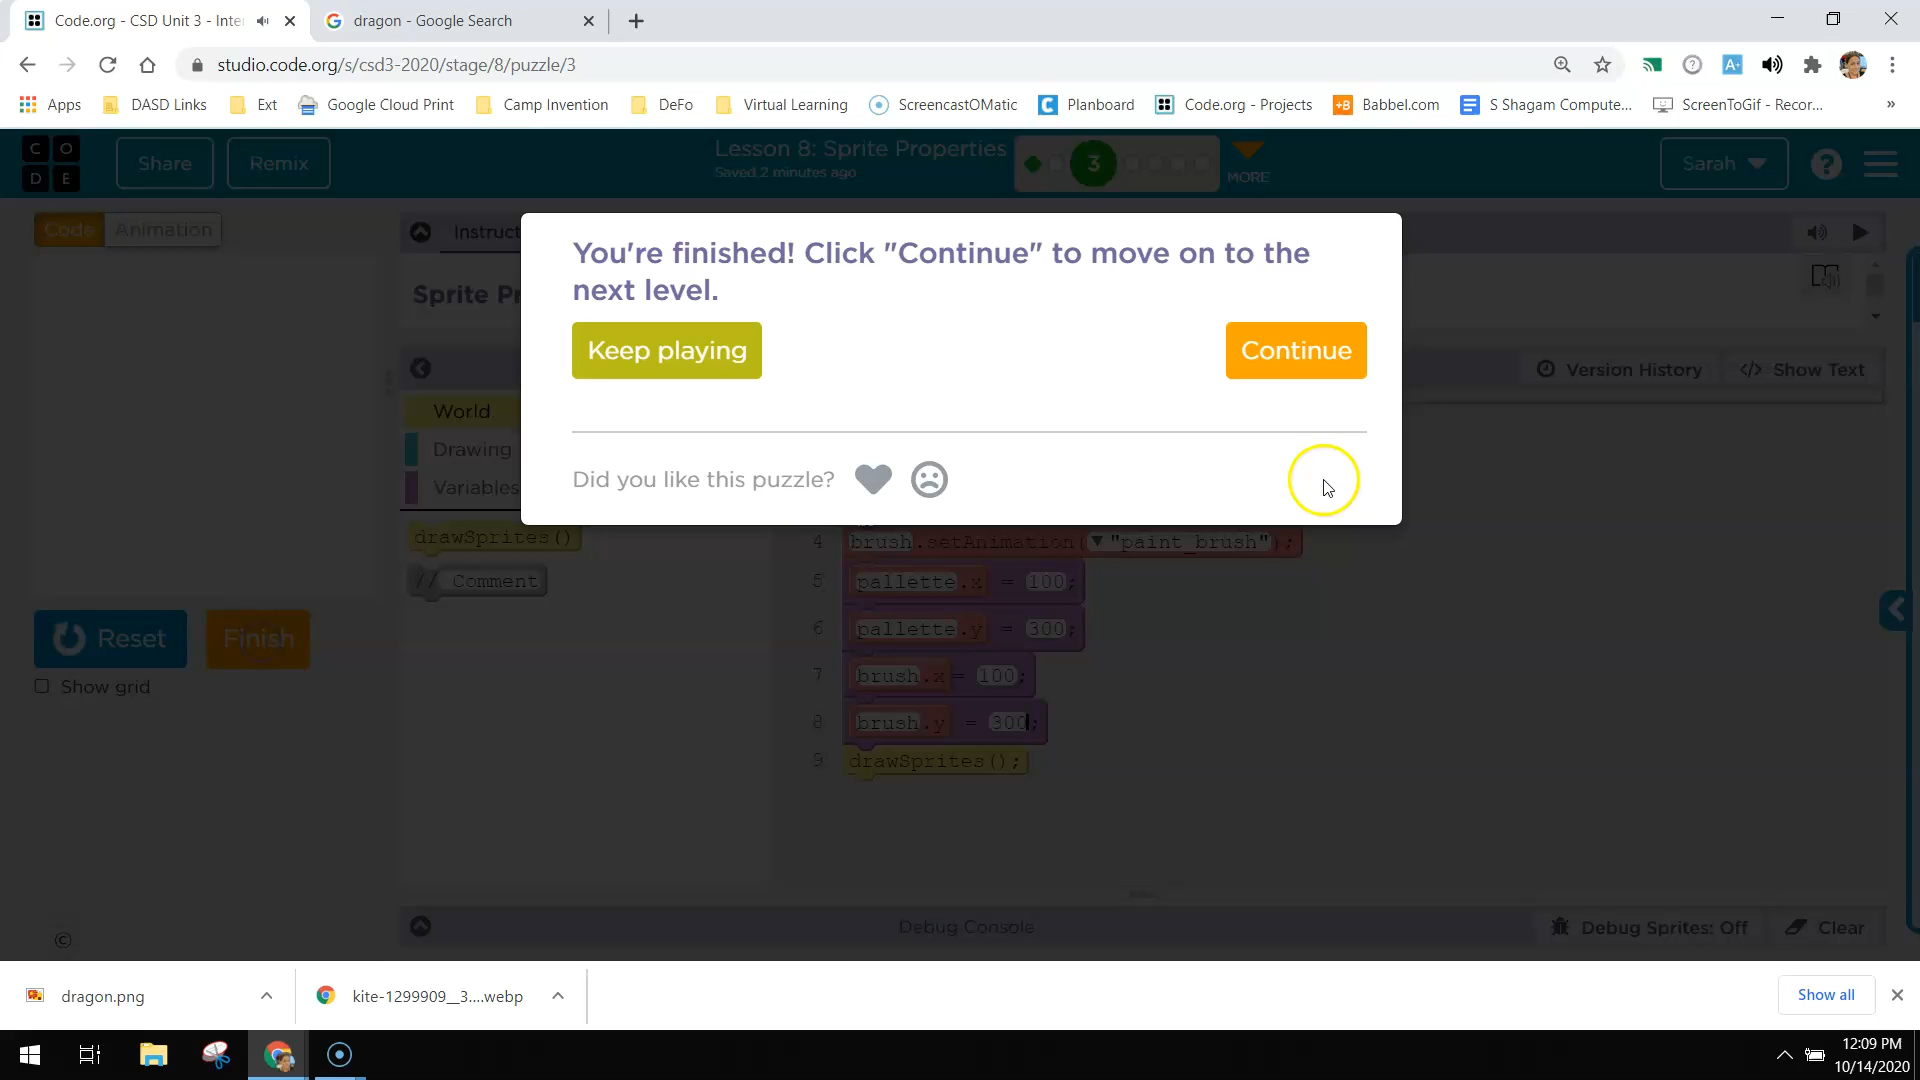 Code.org - CSD Unit 3 - Inte
dragon - Google Search
studio.code.org/s/csd3-2020/stage/8/puzzle/3
Apps
DASD Links
Ext
Google Cloud Print
Camp Invention
DeFo
Virtual Learning
ScreencastOMatic
Planboard
Code.org - Projects
Babbel.com
S Shagam Compute...
ScreenToGif - Recor...
»
C O
D E
Share
Remix
Lesson 8: Sprite Properties
Saved 2 minutes ago
3
MORE
Sarah
Code
Animation
Instruct
Sprite Pr
You're finished! Click "Continue" to move on to the
next level.
Keep playing
Continue
Did you like this puzzle?
Version History
</> Show Text
World
Drawing
Variables
drawSprites()
// Comment
4 brush.setAnimation("paint_brush");
5 pallette.x = 100;
6 pallette.y = 300;
7 brush.x = 100;
8 brush.y = 300;
9 drawSprites();
Reset
Finish
Show grid
Debug Console
Debug Sprites: Off
Clear
©
dragon.png
kite-1299909__3....webp
Show all
12:09 PM
10/14/2020